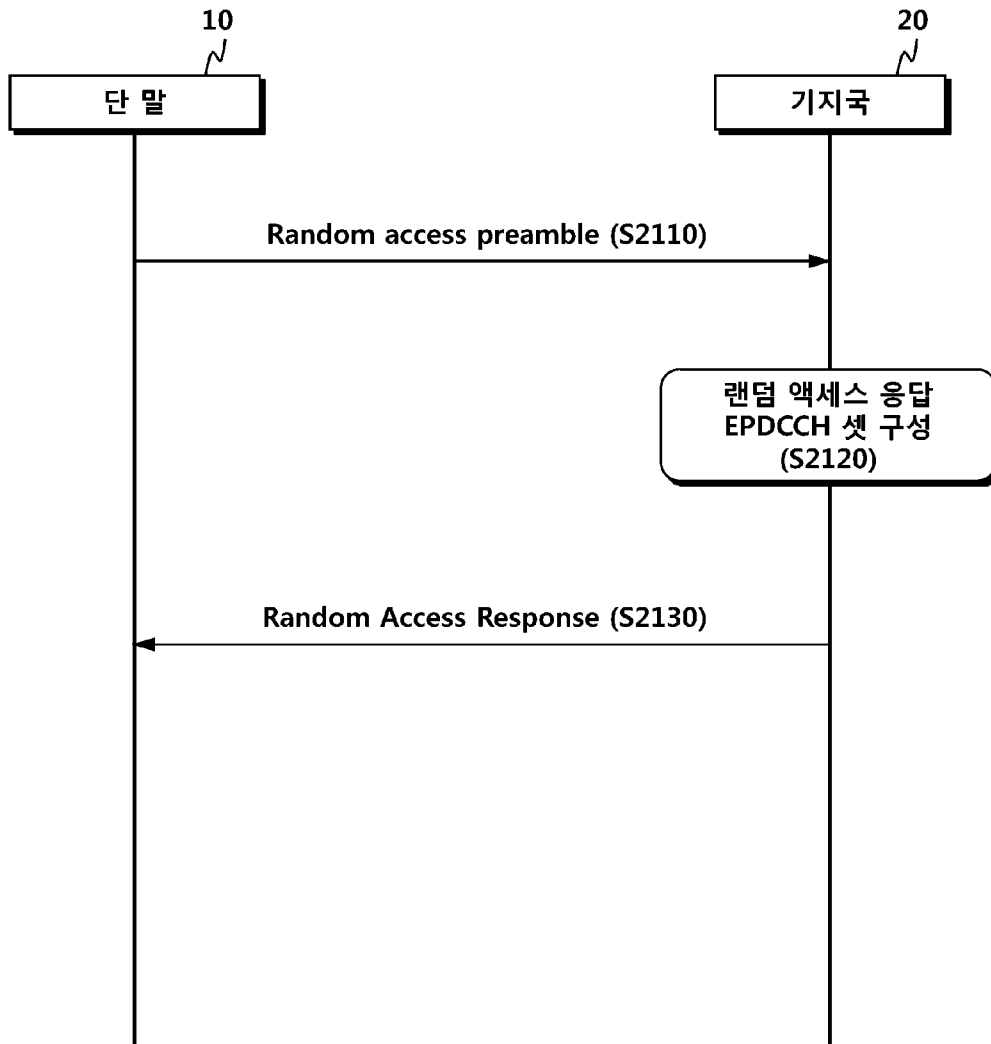 10
20
단 말
기지국
Random access preamble (S2110)
랜덤 액세스 응답
EPDCCH 셋 구성
(S2120)
Random Access Response (S2130)